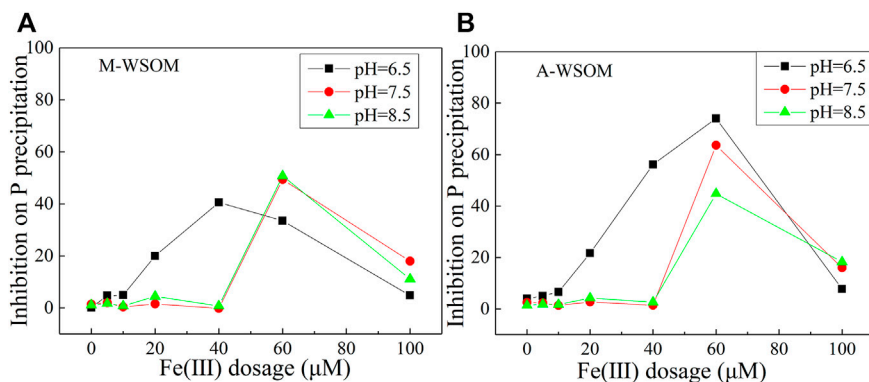 A
M-WSOM
pH=6.5
pH=7.5
pH=8.5
Inhibition on P precipitation
100
80
60
40
20
0
0 20 40 60 80 100
Fe(III) dosage (μM)
B
A-WSOM
pH=6.5
pH=7.5
pH=8.5
Inhibition on P precipitation
100
80
60
40
20
0
0 20 40 60 80 100
Fe(III) dosage (μM)